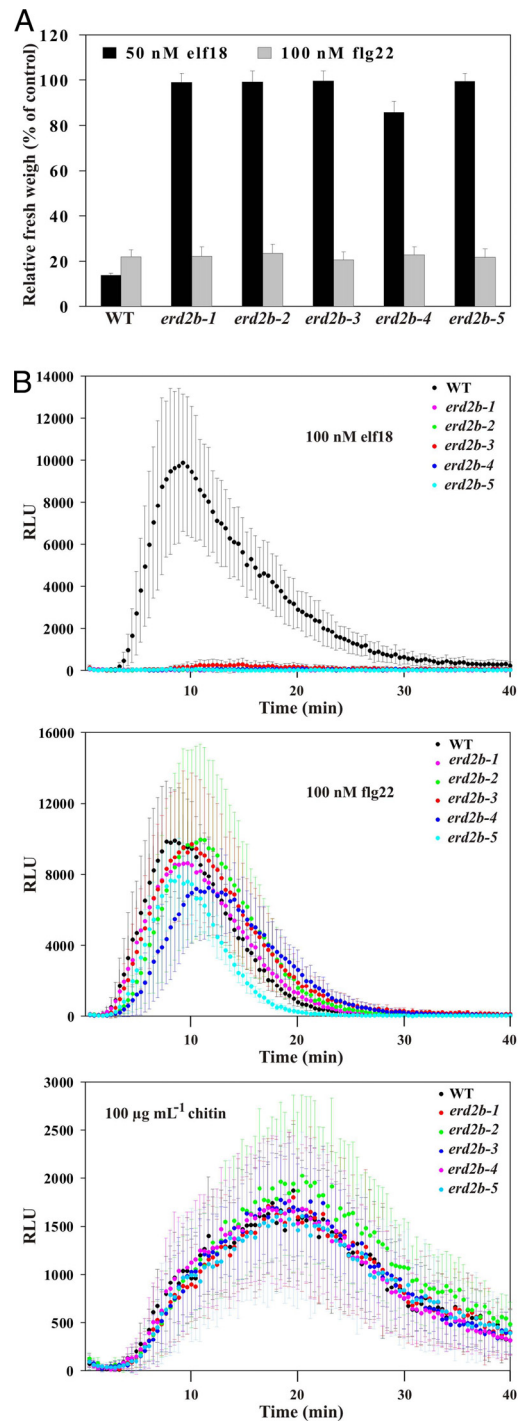 A
50 nM elf18 100 nM flg22
Relative fresh weigh (% of control)
120
100
80
60
40
20
0
WT erd2b-1 erd2b-2 erd2b-3 erd2b-4 erd2b-5
B
14000
12000
10000
8000
6000
4000
2000
0
RLU
WT
erd2b-1
erd2b-2
erd2b-3
erd2b-4
erd2b-5
100 nM elf18
10 20 30 40
Time (min)
16000
12000
8000
4000
0
RLU
WT
erd2b-1
erd2b-2
erd2b-3
erd2b-4
erd2b-5
100 nM flg22
10 20 30 40
Time (min)
3000
2500
2000
1500
1000
500
0
RLU
100 µg mL⁻¹ chitin
WT
erd2b-1
erd2b-2
erd2b-3
erd2b-4
erd2b-5
10 20 30 40
Time (min)